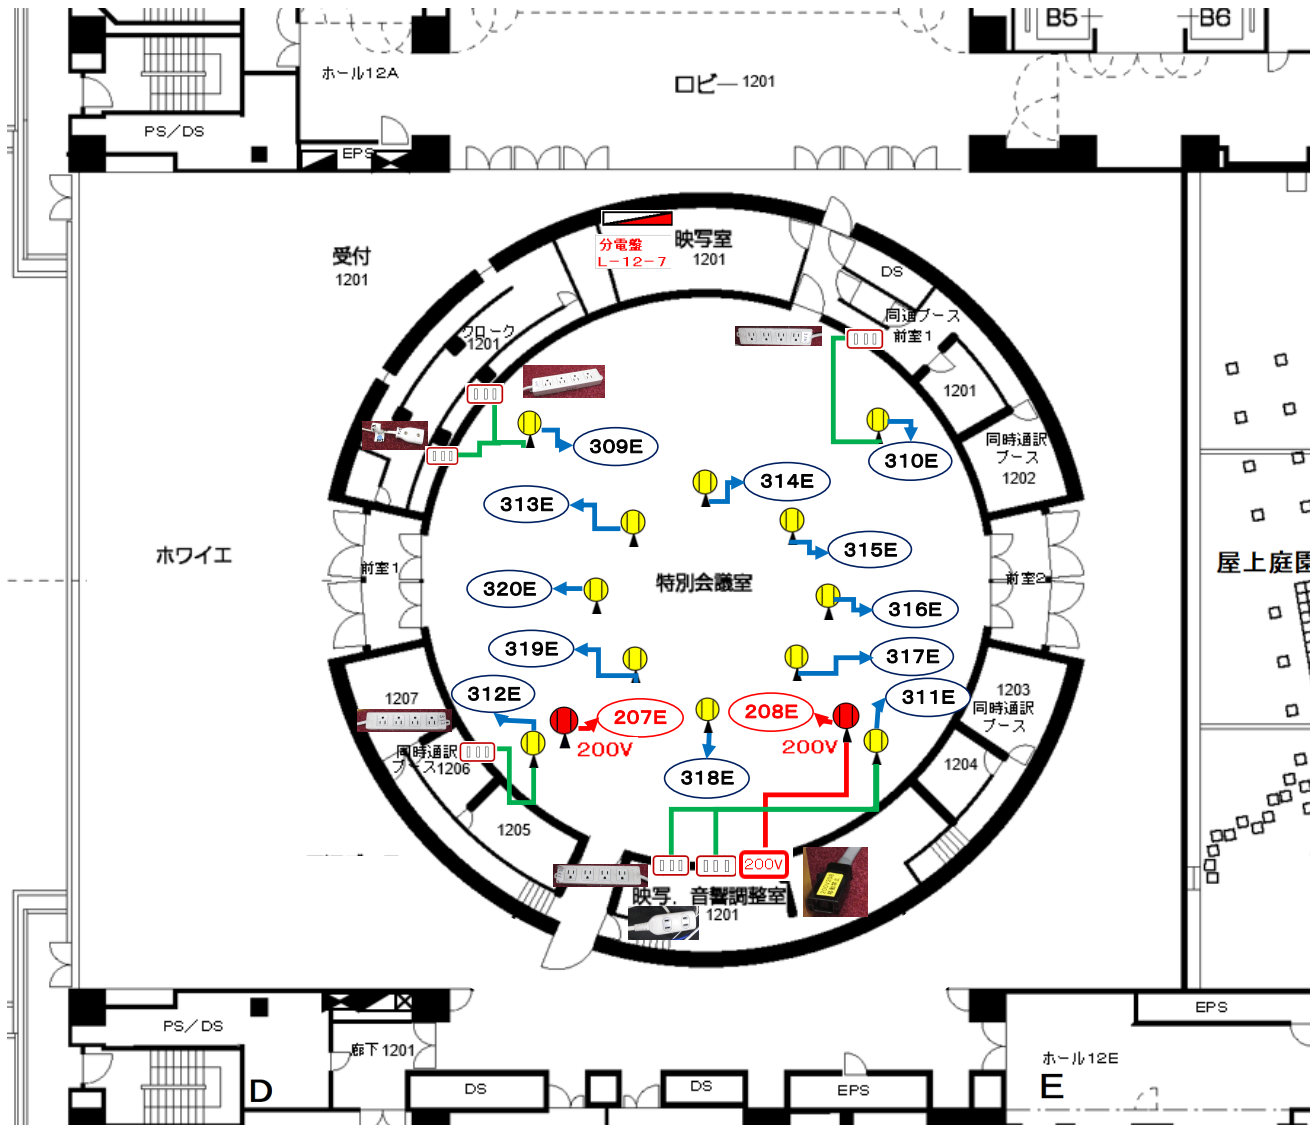 B5
B6
ホール12A
ロビー 1201
PS/DS
EPS
受付
1201
分電盤
L-12-7
映写室
1201
DS
同通ブース
前室1
クローク
1201
1201
同時通訳
ブース
1202
309E
310E
314E
313E
315E
ホワイエ
前室1
特別会議室
前室2
屋上庭園
320E
316E
319E
317E
312E
311E
1207
1203
同時通訳
ブース
207E
208E
200V
200V
同時通訳
ブース1206
318E
1204
1205
200V
映写．音響調整室
1201
PS/DS
EPS
廊下1201
ホール12E
D
DS
DS
EPS
E